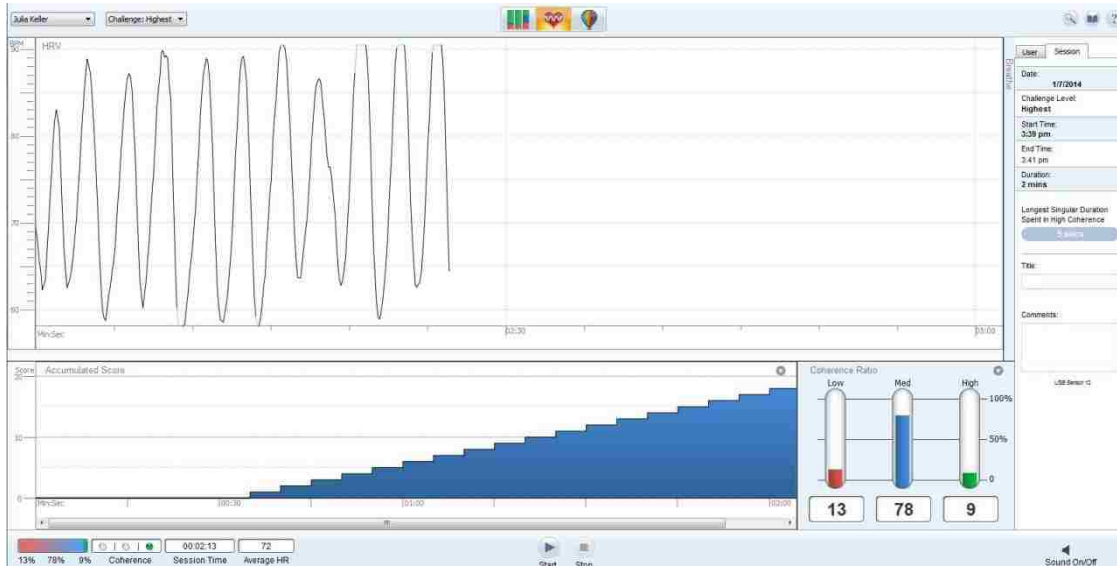 Julia Keller
Challenge: Highest
BPM
HRV
90
80
70
60
Min:Sec
02:30
03:00
Breathe
User
Session
Date:
1/7/2014
Challenge Level:
Highest
Start Time:
3:39 pm
End Time:
3:41 pm
Duration:
2 mins
Longest Singular Duration
Spent in High Coherence
Title:
Comments:
Score
Accumulated Score
20
10
0
Min:Sec
00:30
01:00
02:00
Coherence Ratio
Low
Med
High
100%
50%
0
13
78
9
13% 78% 9%
Coherence
00:02:13
Session Time
72
Average HR
Start
Stop
Sound On/Off